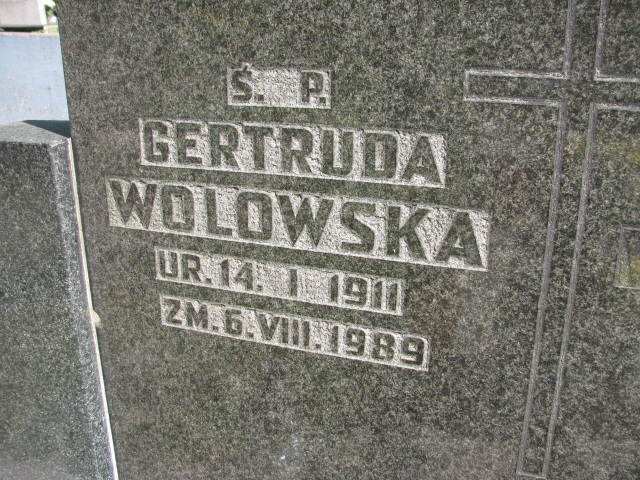 Ś. P.
GERTRUDA
WOLOWSKA
UR. 14. I 1911
ZM. 6. VIII. 1989